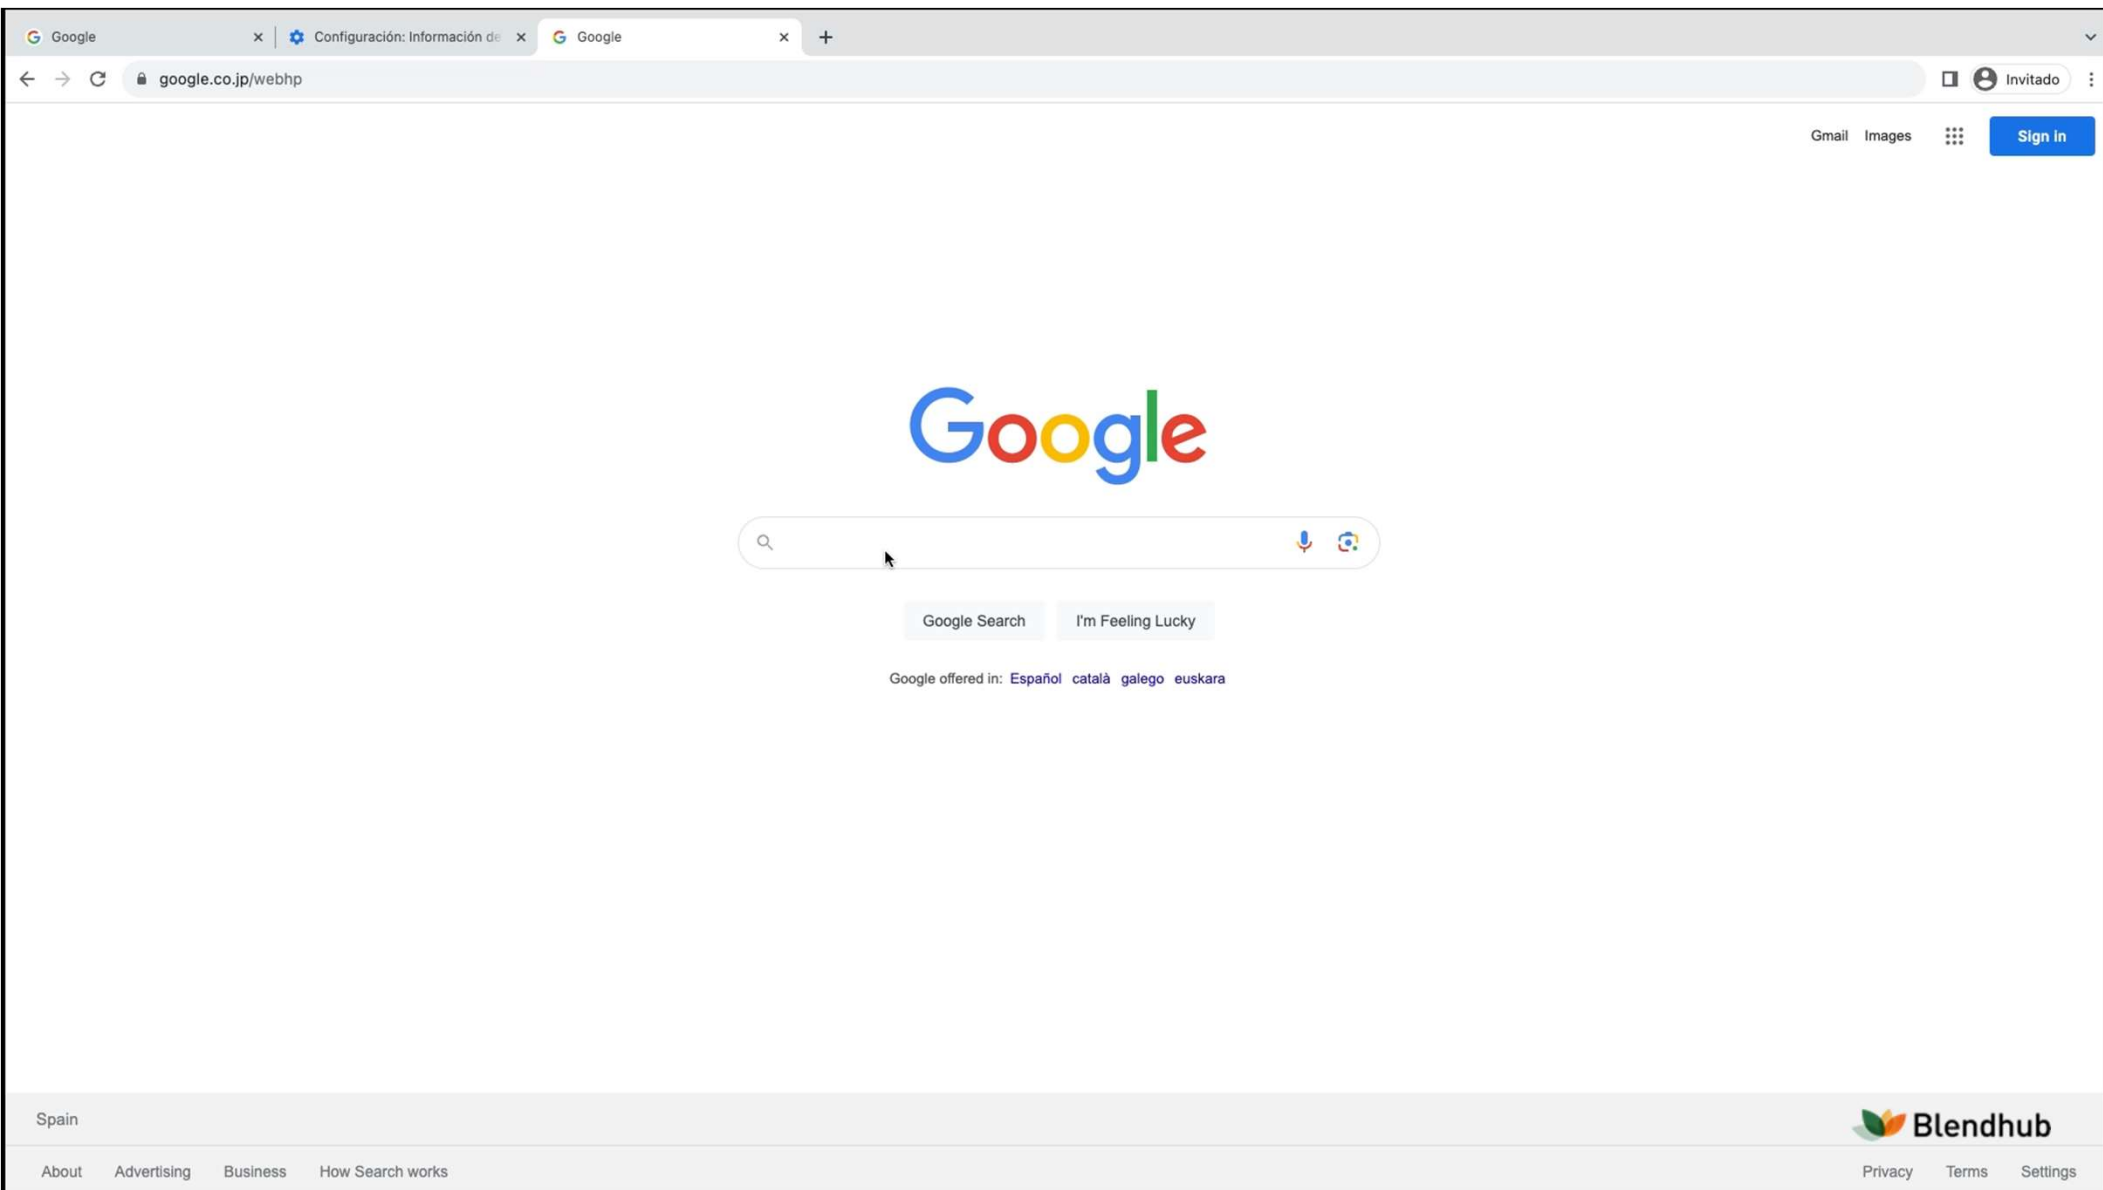 Google
Configuración: Información de
Google
google.co.jp/webhp
Invitado
Gmail Images
Sign in
Google
Google Search I'm Feeling Lucky
Google offered in: Español català galego euskara
Spain
Blendhub
About Advertising Business How Search works
Privacy Terms Settings